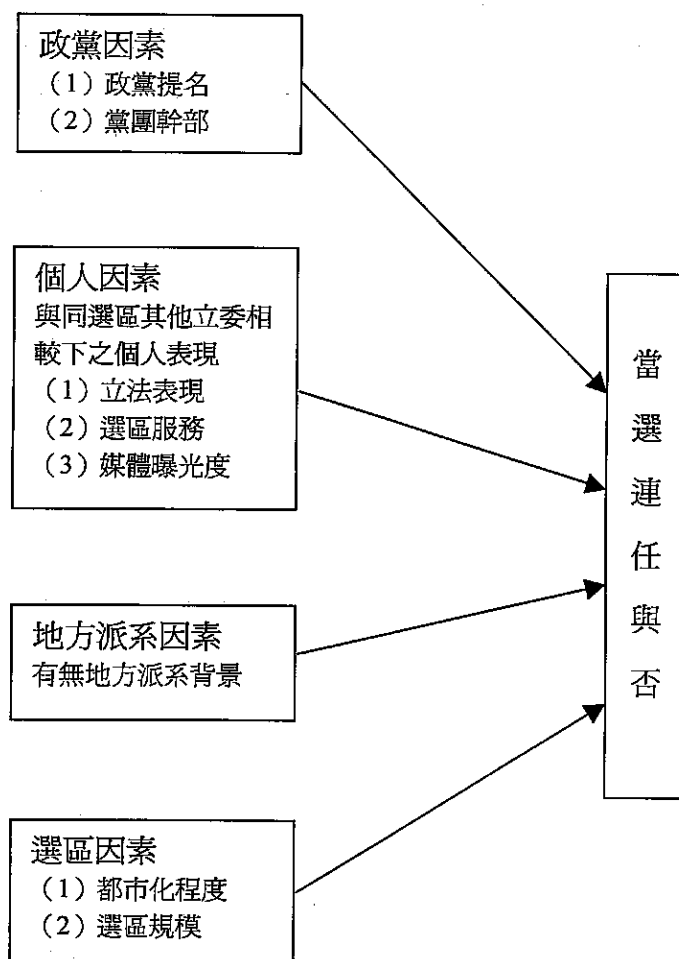 政黨因素
（1）政黨提名
（2）黨團幹部
個人因素
與同選區其他立委相
較下之個人表現
（1）立法表現
（2）選區服務
（3）媒體曝光度
地方派系因素
有無地方派系背景
選區因素
（1）都市化程度
（2）選區規模
當選連任與否